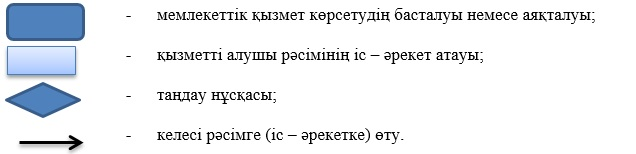 - мемлекеттік қызмет көрсетудің басталуы немесе аяқталуы;
- қызметті алушы рәсімінің іс – әрекет атауы;
- таңдау нұсқасы;
- келесі рәсімге (іс – әрекетке) өту.